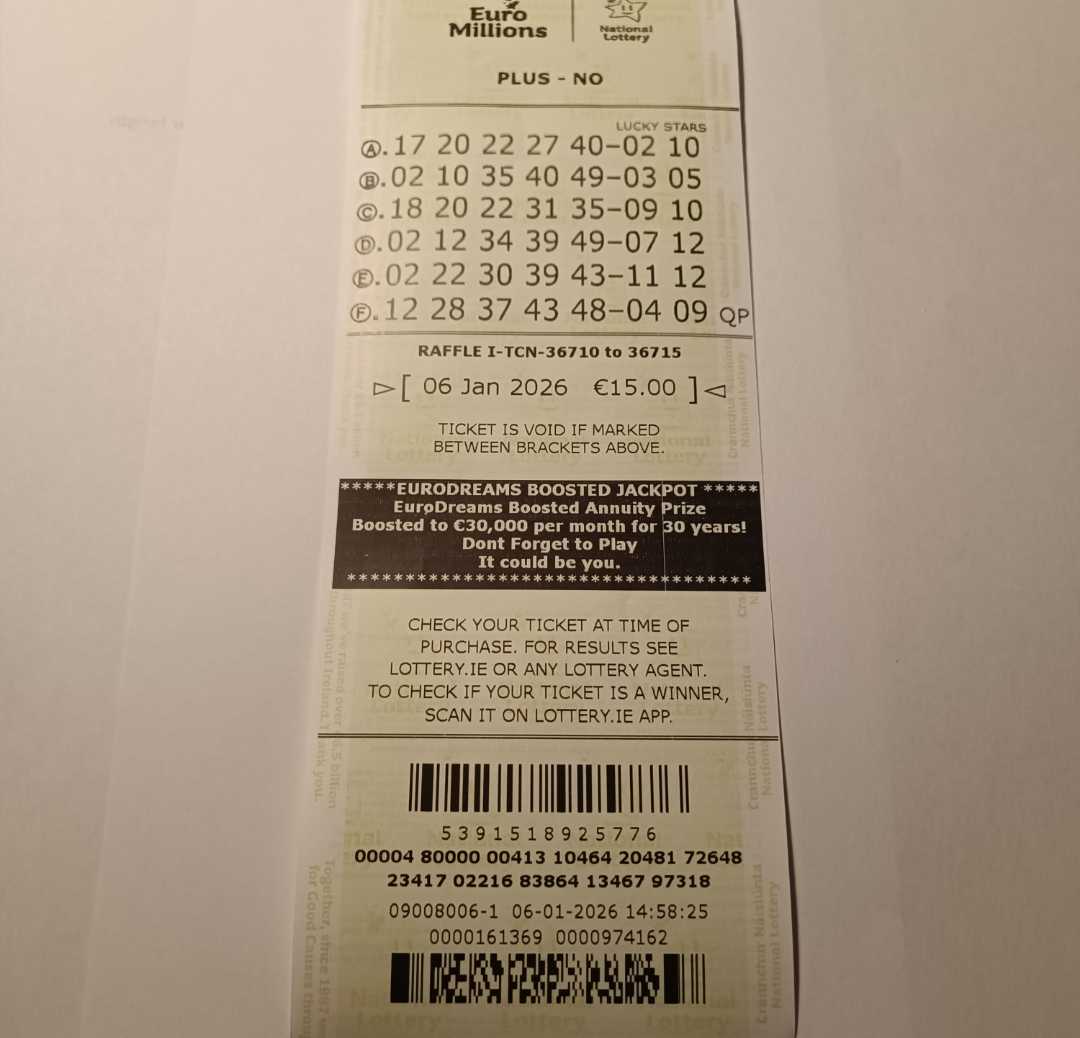 Euro
Millions
National
Lottery
PLUS - NO
LUCKY STARS
A. 17 20 22 27 40-02 10
B. 02 10 35 40 49-03 05
C. 18 20 22 31 35-09 10
D. 02 12 34 39 49-07 12
E. 02 22 30 39 43-11 12
F. 12 28 37 43 48-04 09 QP
RAFFLE I-TCN-36710 to 36715
[ 06 Jan 2026 €15.00 ]
TICKET IS VOID IF MARKED
BETWEEN BRACKETS ABOVE.
*****EURODREAMS BOOSTED JACKPOT *****
EuroDreams Boosted Annuity Prize
Boosted to €30,000 per month for 30 years!
Dont Forget to Play
It could be you.
***********************************
CHECK YOUR TICKET AT TIME OF
PURCHASE. FOR RESULTS SEE
LOTTERY.IE OR ANY LOTTERY AGENT.
TO CHECK IF YOUR TICKET IS A WINNER,
SCAN IT ON LOTTERY.IE APP.
5391518925776
00004 80000 00413 10464 20481 72648
23417 02216 83864 13467 97318
09008006-1 06-01-2026 14:58:25
0000161369 0000974162
Crannchur Náisiúnta
National Lottery